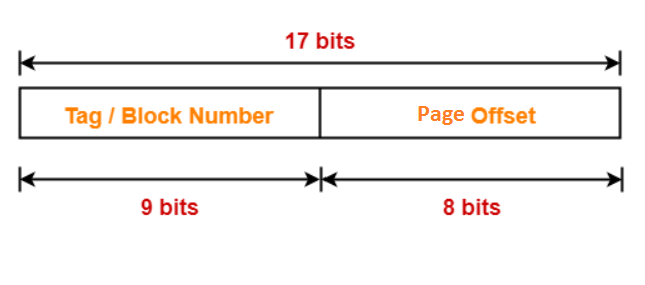 17 bits
Tag / Block Number
Page Offset
9 bits
8 bits